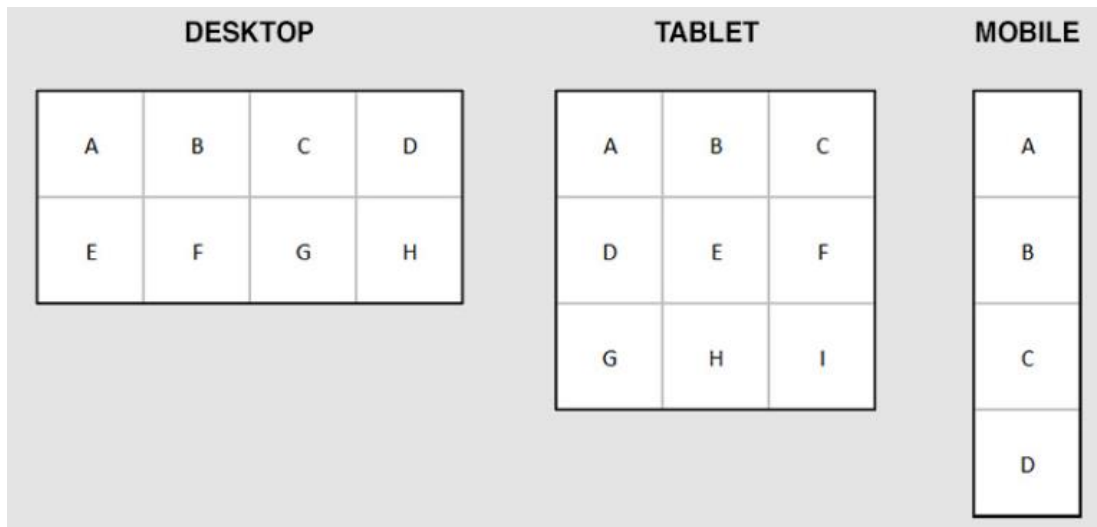 DESKTOP
A B C D
E F G H
TABLET
A B C
D E F
G H I
MOBILE
A
B
C
D